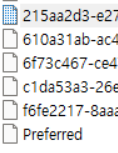 215aa2d3-e27
610a31ab-ac4
6f73c467-ce4
c1da53a3-26e
f6fe2217-8aaa
Preferred